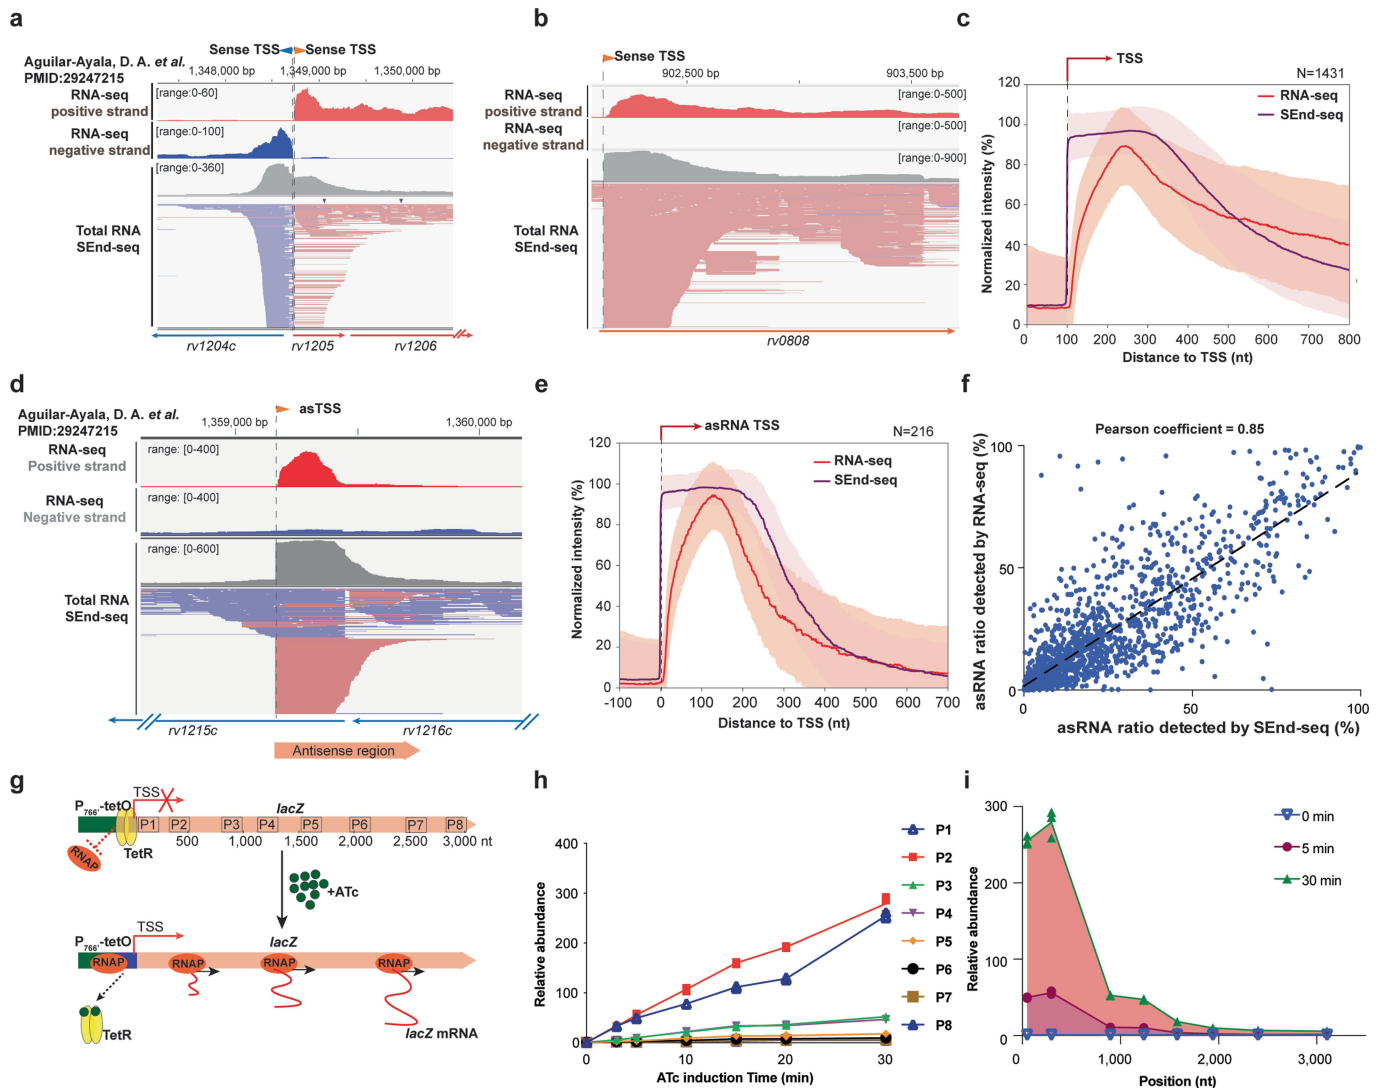 a
Sense TSS Sense TSS
Aguilar-Ayala, D. A. et al.
PMID:29247215
1,348,000 bp 1,349,000 bp 1,350,000 bp
RNA-seq
positive strand
[range:0-60]
RNA-seq
negative strand
[range:0-100]
[range:0-360]
Total RNA
SEnd-seq
rv1204c rv1205 rv1206
b
Sense TSS
902,500 bp 903,500 bp
RNA-seq
positive strand
[range:0-500]
RNA-seq
negative strand
[range:0-500]
[range:0-900]
Total RNA
SEnd-seq
rv0808
c
TSS
N=1431
RNA-seq
SEnd-seq
Normalized intensity (%)
120
100
80
60
40
20
0
0 100 200 300 400 500 600 700 800
Distance to TSS (nt)
d
asTSS
Aguilar-Ayala, D. A. et al.
PMID:29247215
1,359,000 bp 1,360,000 bp
RNA-seq
Positive strand
range: [0-400]
RNA-seq
Negative strand
[range:0-400]
range: [0-600]
Total RNA
SEnd-seq
rv1215c rv1216c
Antisense region
e
asRNA TSS
N=216
RNA-seq
SEnd-seq
Normalized intensity (%)
120
100
80
60
40
20
0
-100 0 100 200 300 400 500 600 700
Distance to TSS (nt)
f
Pearson coefficient = 0.85
asRNA ratio detected by RNA-seq (%)
100
50
0
0 50 100
asRNA ratio detected by SEnd-seq (%)
g
P766'-tetO TSS
lacZ
P1 P2 P3 P4 P5 P6 P7 P8
500 1,000 1,500 2,000 2,500 3,000 nt
RNAP
TetR
+ATc
P766'-tetO TSS
lacZ
RNAP RNAP RNAP RNAP
TetR
lacZ mRNA
h
Relative abundance
400
300
200
100
0
0 10 20 30
ATc induction Time (min)
P1
P2
P3
P4
P5
P6
P7
P8
i
Relative abundance
300
200
100
0
0 1,000 2,000 3,000
Position (nt)
0 min
5 min
30 min